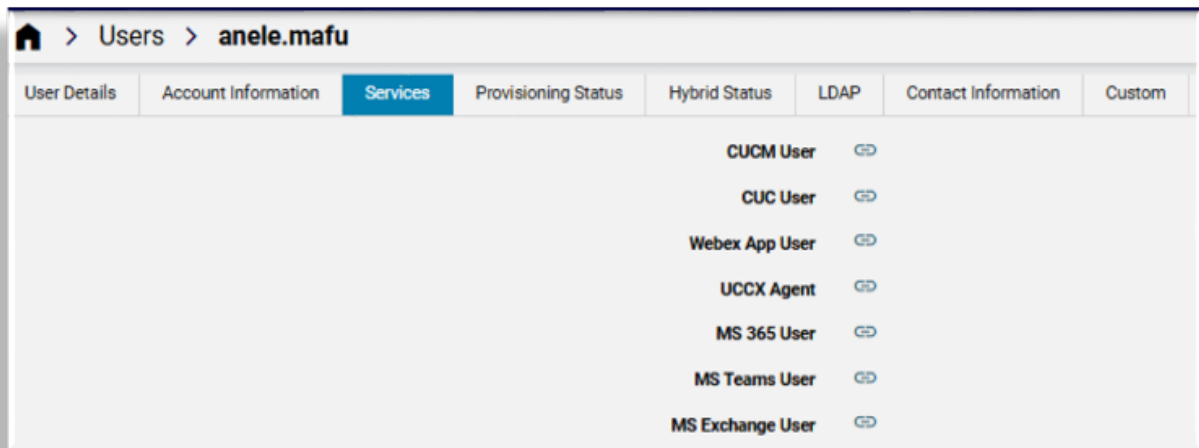 > Users > anele.mafu
User Details Account Information Services Provisioning Status Hybrid Status LDAP Contact Information Custom
CUCM User
CUC User
Webex App User
UCCX Agent
MS 365 User
MS Teams User
MS Exchange User